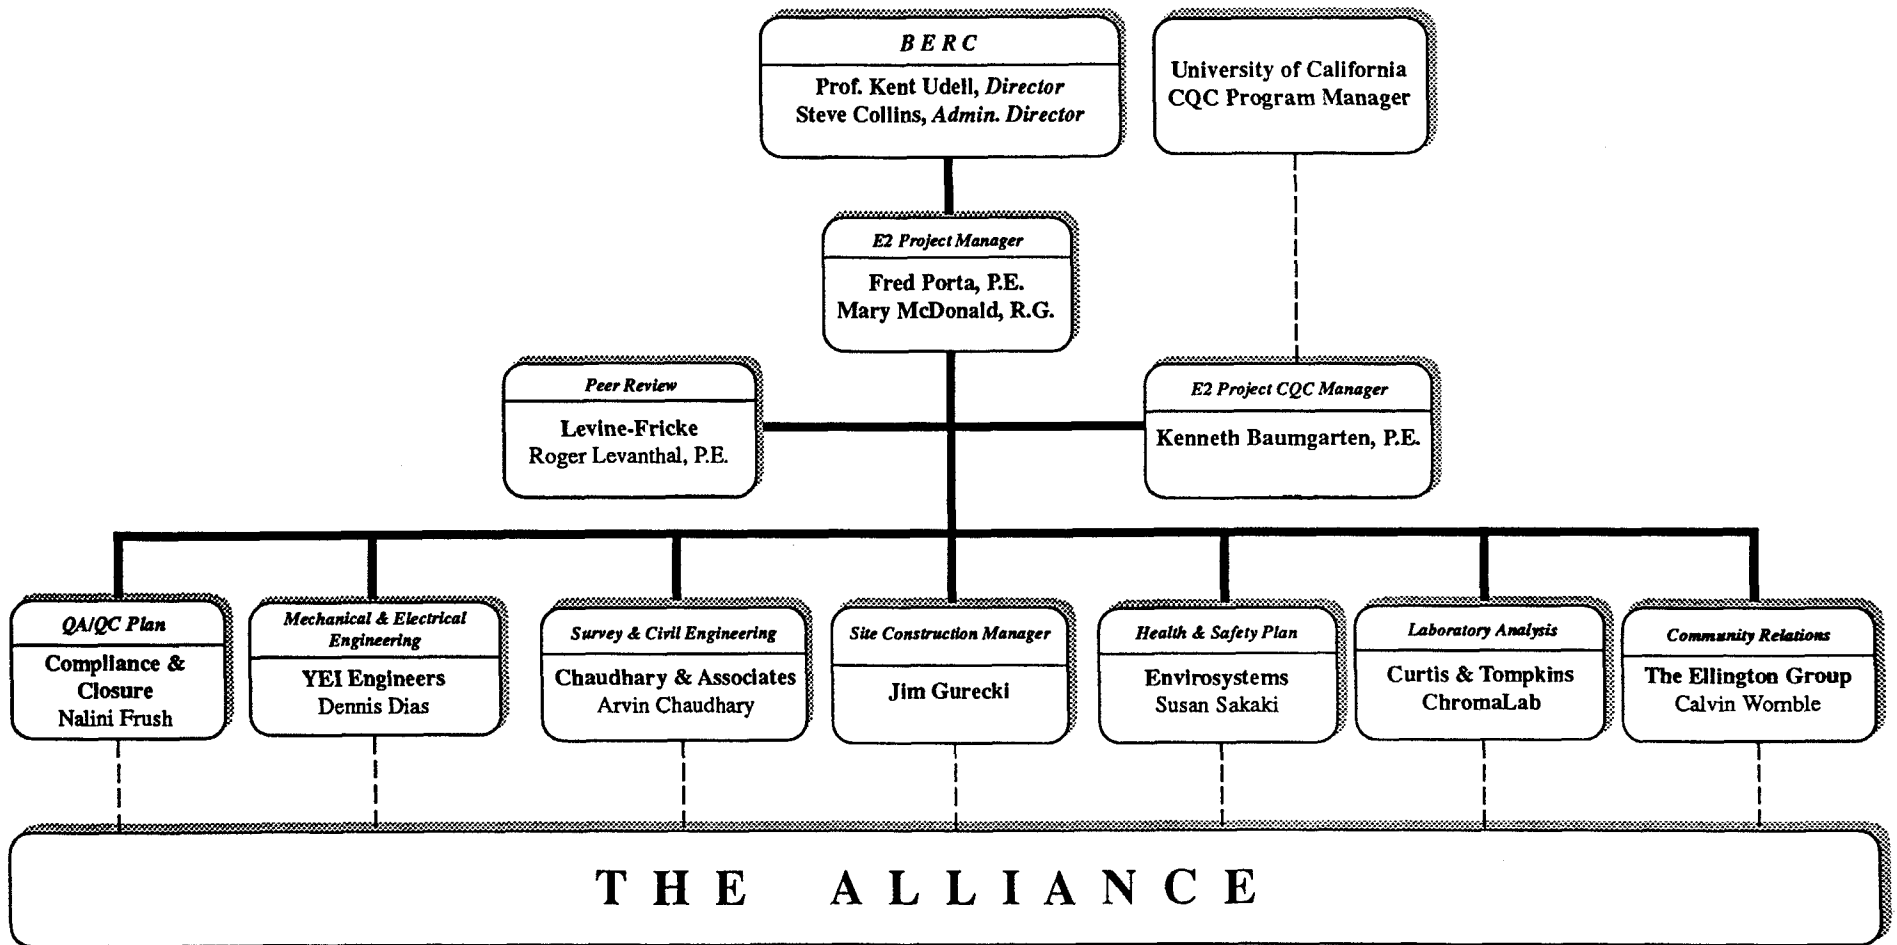 BERC
Prof. Kent Udell, Director
Steve Collins, Admin. Director
University of California
CQC Program Manager
E2 Project Manager
Fred Porta, P.E.
Mary McDonald, R.G.
Peer Review
Levine-Fricke
Roger Levanthal, P.E.
E2 Project CQC Manager
Kenneth Baumgarten, P.E.
QA/QC Plan
Compliance &
Closure
Nalini Frush
Mechanical & Electrical
Engineering
YEI Engineers
Dennis Dias
Survey & Civil Engineering
Chaudhary & Associates
Arvin Chaudhary
Site Construction Manager
Jim Gurecki
Health & Safety Plan
Envirosystems
Susan Sakaki
Laboratory Analysis
Curtis & Tompkins
ChromaLab
Community Relations
The Ellington Group
Calvin Womble
THE ALLIANCE